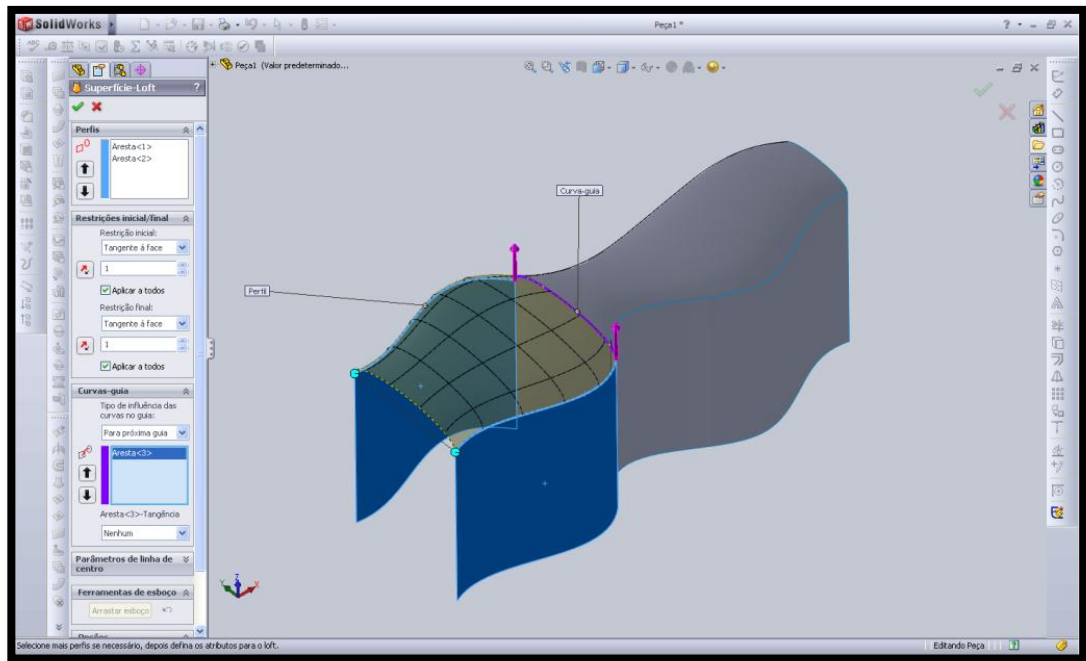 SolidWorks
Peça1 *
Peça1 (Valor predeterminado...
Superfície-Loft
?
Perfis
Aresta<1>
Aresta<2>
Restrições inicial/final
Restrição inicial:
Tangente à face
1
Aplicar a todos
Restrição final:
Tangente à face
1
Aplicar a todos
Curvas-guia
Tipo de influência das
curvas no guia:
Para próxima guia
Aresta<3>
Aresta<3>-Tangência
Nenhum
Parâmetros de linha de
centro
Ferramentas de esboço
Arrastar esboço
Opções
Perfil
Curva-guia
Z
Y
X
Selecione mais perfis se necessário, depois defina os atributos para o loft.
Editando Peça